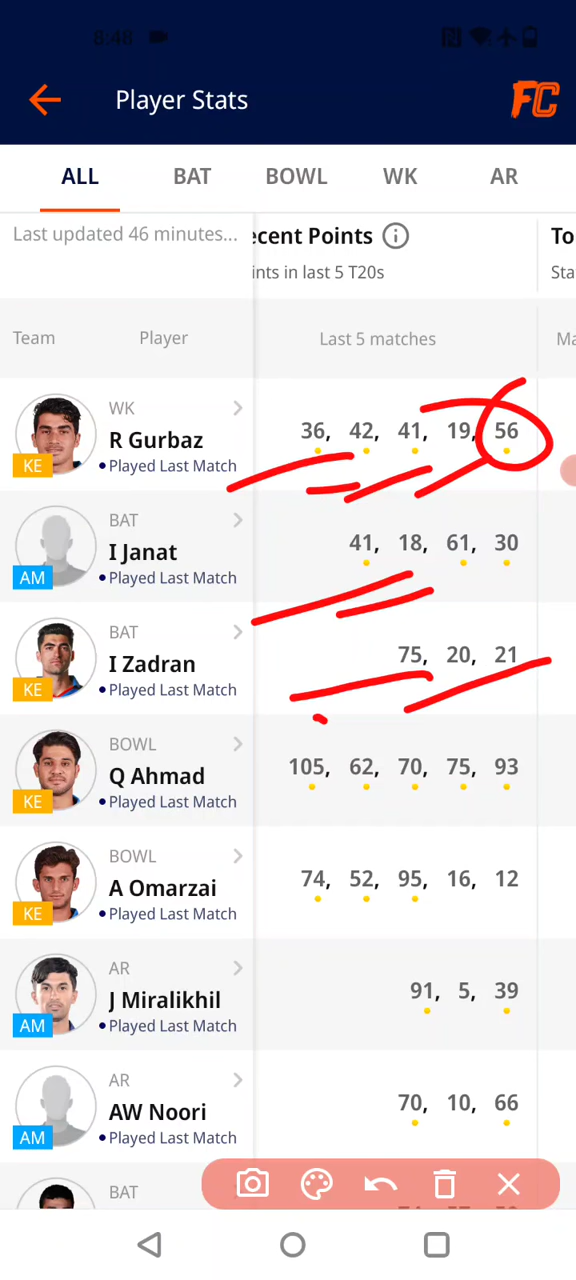 8:48
Player Stats FC
ALL BAT BOWL WK AR
Last updated 46 minutes... ecent Points To
ints in last 5 T20s Sta
Team Player Last 5 matches Ma
WK
R Gurbaz 36, 42, 41, 19, 56
KE Played Last Match
BAT
I Janat 41, 18, 61, 30
AM Played Last Match
BAT
I Zadran 75, 20, 21
KE Played Last Match
BOWL
Q Ahmad 105, 62, 70, 75, 93
KE Played Last Match
BOWL
A Omarzai 74, 52, 95, 16, 12
KE Played Last Match
AR
J Miralikhil 91, 5, 39
AM Played Last Match
AR
AW Noori 70, 10, 66
AM Played Last Match
BAT